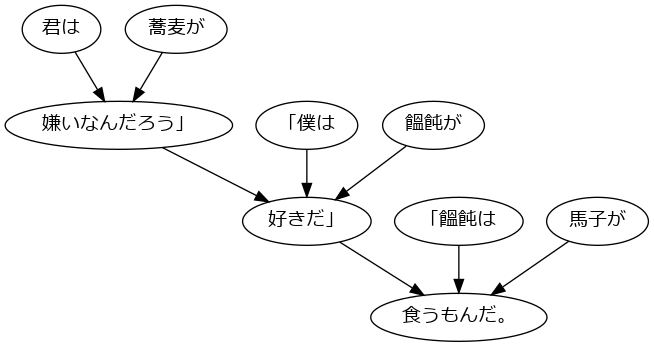 君は
蕎麦が
嫌いなんだろう」
「僕は
饂飩が
好きだ」
「饂飩は
馬子が
食うもんだ。